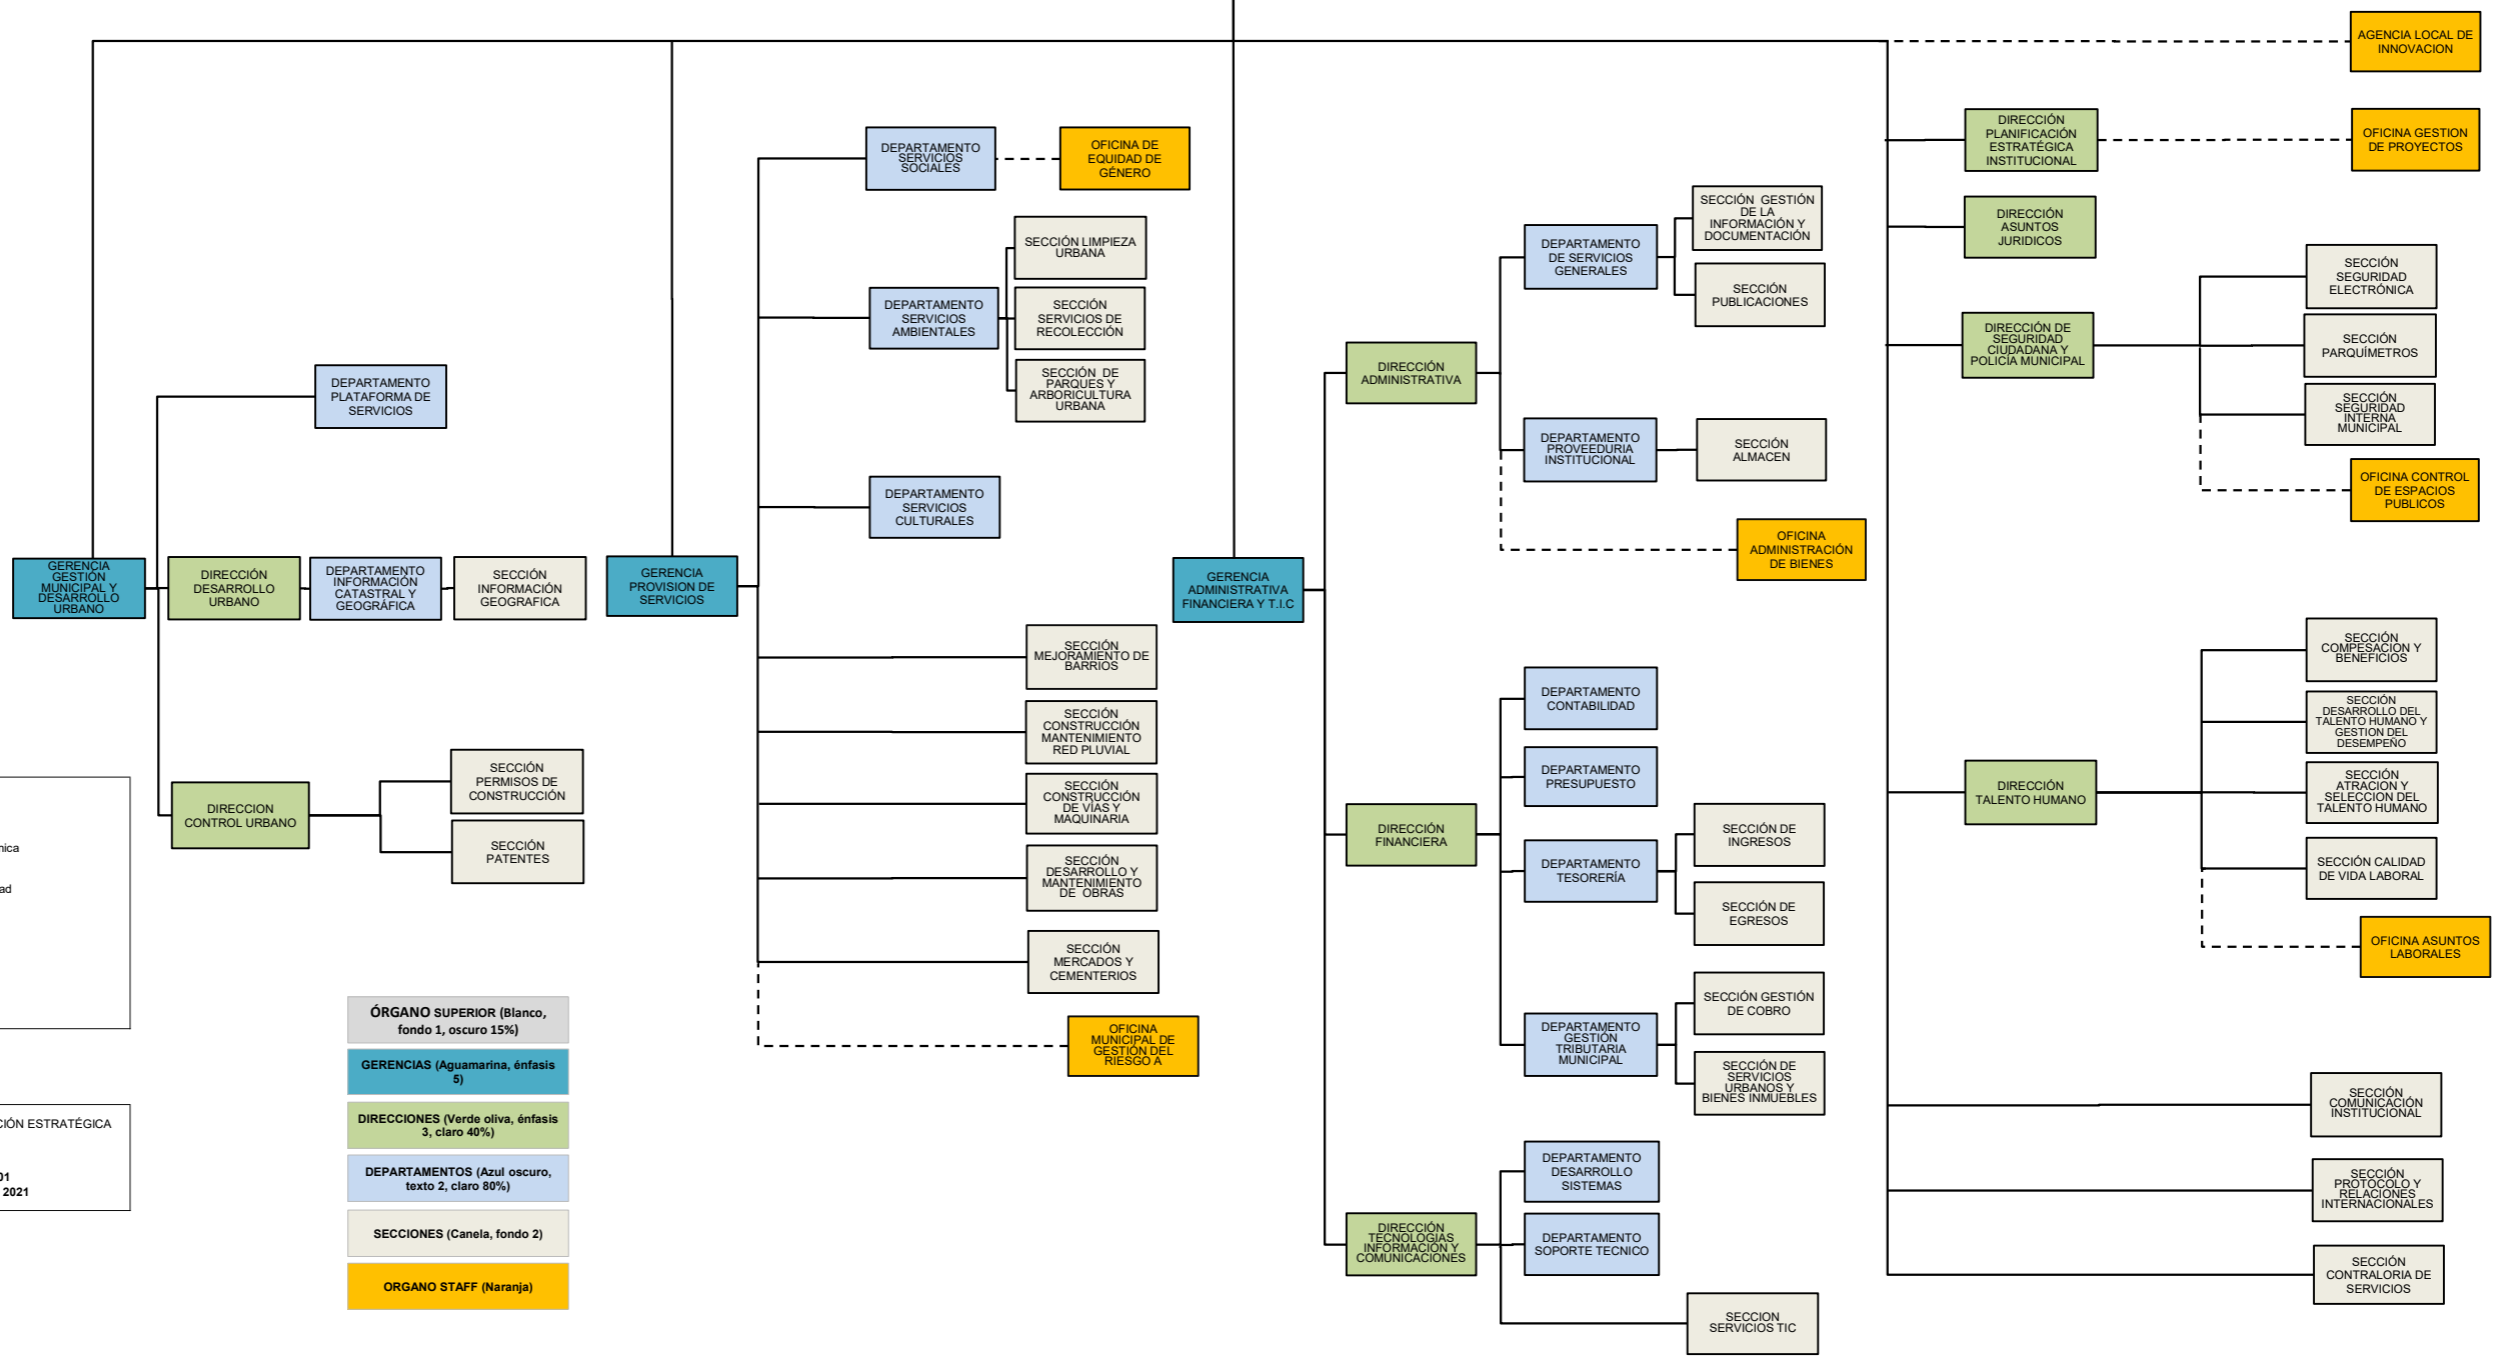 AGENCIA LOCAL DE
INNOVACION
DIRECCIÓN
PLANIFICACIÓN
ESTRATÉGICA
INSTITUCIONAL
OFICINA GESTION
DE PROYECTOS
DIRECCIÓN
ASUNTOS
JURIDICOS
DIRECCIÓN DE
SEGURIDAD
CIUDADANA Y
POLICÍA MUNICIPAL
SECCIÓN
SEGURIDAD
ELECTRÓNICA
SECCIÓN
PARQUÍMETROS
SECCIÓN
SEGURIDAD
INTERNA
MUNICIPAL
OFICINA CONTROL
DE ESPACIOS
PUBLICOS
DIRECCIÓN
TALENTO HUMANO
SECCIÓN
COMPESACIÓN Y
BENEFICIOS
SECCIÓN
DESARROLLO DEL
TALENTO HUMANO Y
GESTION DEL
DESEMPEÑO
SECCIÓN
ATRACION Y
SELECCION DEL
TALENTO HUMANO
SECCIÓN CALIDAD
DE VIDA LABORAL
OFICINA ASUNTOS
LABORALES
SECCIÓN
COMUNICACIÓN
INSTITUCIONAL
SECCIÓN
PROTOCOLO Y
RELACIONES
INTERNACIONALES
SECCIÓN
CONTRALORIA DE
SERVICIOS
GERENCIA
GESTIÓN
MUNICIPAL Y
DESARROLLO
URBANO
DEPARTAMENTO
PLATAFORMA DE
SERVICIOS
DIRECCIÓN
DESARROLLO
URBANO
DEPARTAMENTO
INFORMACIÓN
CATASTRAL Y
GEOGRÁFICA
SECCIÓN
INFORMACIÓN
GEOGRAFICA
DIRECCION
CONTROL URBANO
SECCIÓN
PERMISOS DE
CONSTRUCCIÓN
SECCIÓN
PATENTES
GERENCIA
PROVISION DE
SERVICIOS
DEPARTAMENTO
SERVICIOS
SOCIALES
OFICINA DE
EQUIDAD DE
GÉNERO
DEPARTAMENTO
SERVICIOS
AMBIENTALES
SECCIÓN LIMPIEZA
URBANA
SECCIÓN
SERVICIOS DE
RECOLECCIÓN
SECCIÓN DE
PARQUES Y
ARBORICULTURA
URBANA
DEPARTAMENTO
SERVICIOS
CULTURALES
SECCIÓN
MEJORAMIENTO DE
BARRIOS
SECCIÓN
CONSTRUCCIÓN
MANTENIMIENTO
RED PLUVIAL
SECCIÓN
CONSTRUCCIÓN
DE VÍAS Y
MAQUINARIA
SECCIÓN
DESARROLLO Y
MANTENIMIENTO
DE OBRAS
SECCIÓN
MERCADOS Y
CEMENTERIOS
OFICINA
MUNICIPAL DE
GESTIÓN DEL
RIESGO A
GERENCIA
ADMINISTRATIVA
FINANCIERA Y T.I.C
DIRECCIÓN
ADMINISTRATIVA
DEPARTAMENTO
DE SERVICIOS
GENERALES
SECCIÓN GESTIÓN
DE LA
INFORMACIÓN Y
DOCUMENTACIÓN
SECCIÓN
PUBLICACIONES
DEPARTAMENTO
PROVEEDURIA
INSTITUCIONAL
SECCIÓN
ALMACEN
OFICINA
ADMINISTRACIÓN
DE BIENES
DIRECCIÓN
FINANCIERA
DEPARTAMENTO
CONTABILIDAD
DEPARTAMENTO
PRESUPUESTO
DEPARTAMENTO
TESORERÍA
SECCIÓN DE
INGRESOS
SECCIÓN DE
EGRESOS
DEPARTAMENTO
GESTIÓN
TRIBUTARIA
MUNICIPAL
SECCIÓN GESTIÓN
DE COBRO
SECCIÓN DE
SERVICIOS
URBANOS Y
BIENES INMUEBLES
DIRECCIÓN
TECNOLOGÍAS
INFORMACIÓN Y
COMUNICACIONES
DEPARTAMENTO
DESARROLLO
SISTEMAS
DEPARTAMENTO
SOPORTE TECNICO
SECCION
SERVICIOS TIC
nica
ad
CIÓN ESTRATÉGICA
01
2021
ÓRGANO SUPERIOR (Blanco,
fondo 1, oscuro 15%)
GERENCIAS (Aguamarina, énfasis
5)
DIRECCIONES (Verde oliva, énfasis
3, claro 40%)
DEPARTAMENTOS (Azul oscuro,
texto 2, claro 80%)
SECCIONES (Canela, fondo 2)
ORGANO STAFF (Naranja)